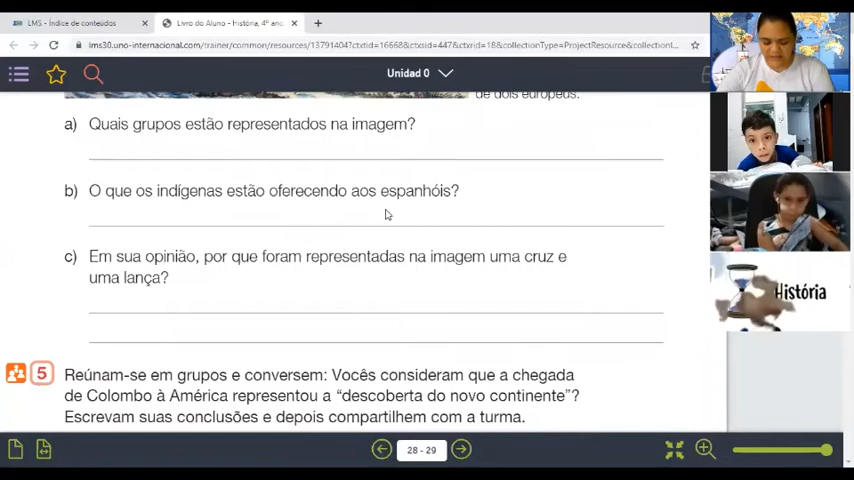 LMS - Índice de conteúdos
Livro do Aluno - História, 4º ano.
lms30.uno-internacional.com/trainer/common/resources/13791404?ctxtid=16668&ctxsid=447&ctxrid=18&collectionType=ProjectResource&collectionI...
Unidad 0
de dois europeus.
a) Quais grupos estão representados na imagem?
b) O que os indígenas estão oferecendo aos espanhóis?
c) Em sua opinião, por que foram representadas na imagem uma cruz e
uma lança?
História
5 Reúnam-se em grupos e conversem: Vocês consideram que a chegada
de Colombo à América representou a “descoberta do novo continente”?
Escrevam suas conclusões e depois compartilhem com a turma.
28 - 29